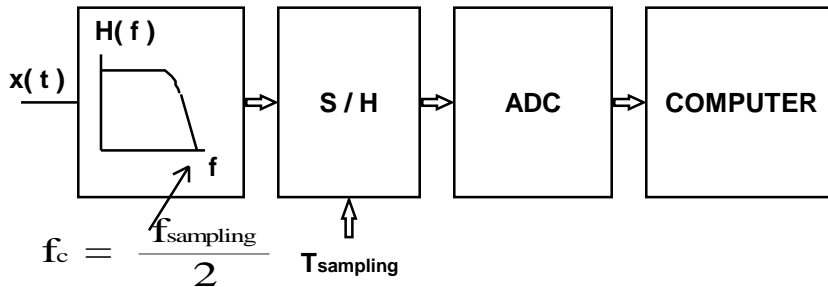 H( f )
x( t )
f
S / H
ADC
COMPUTER
fc = fsampling / 2
Tsampling